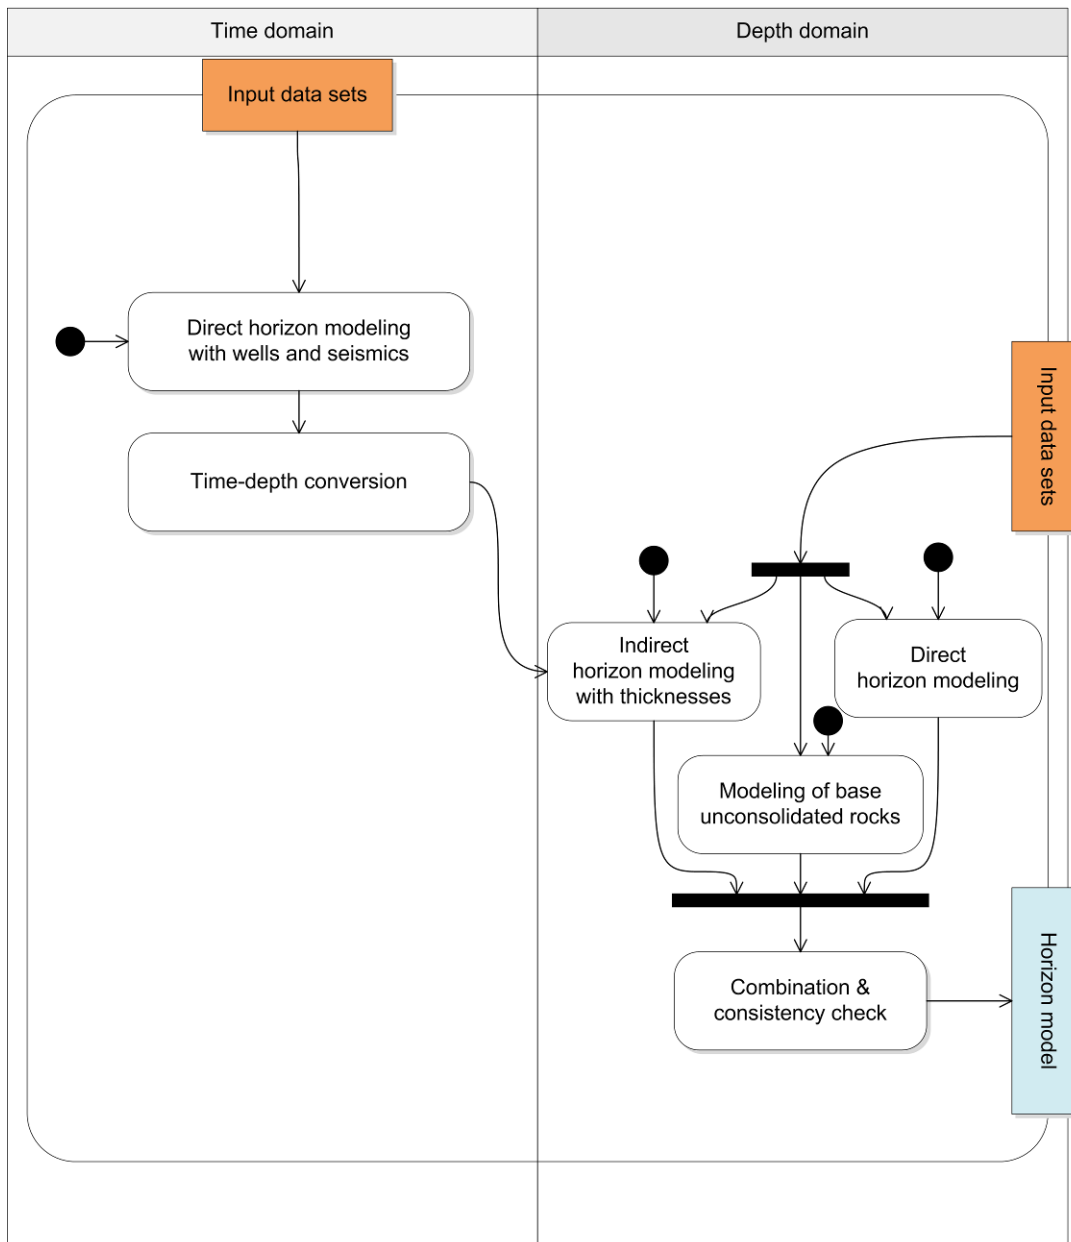 Time domain
Depth domain
Input data sets
Direct horizon modeling
with wells and seismics
Time-depth conversion
Input data sets
Indirect
horizon modeling
with thicknesses
Direct
horizon modeling
Modeling of base
unconsolidated rocks
Combination &
consistency check
Horizon model